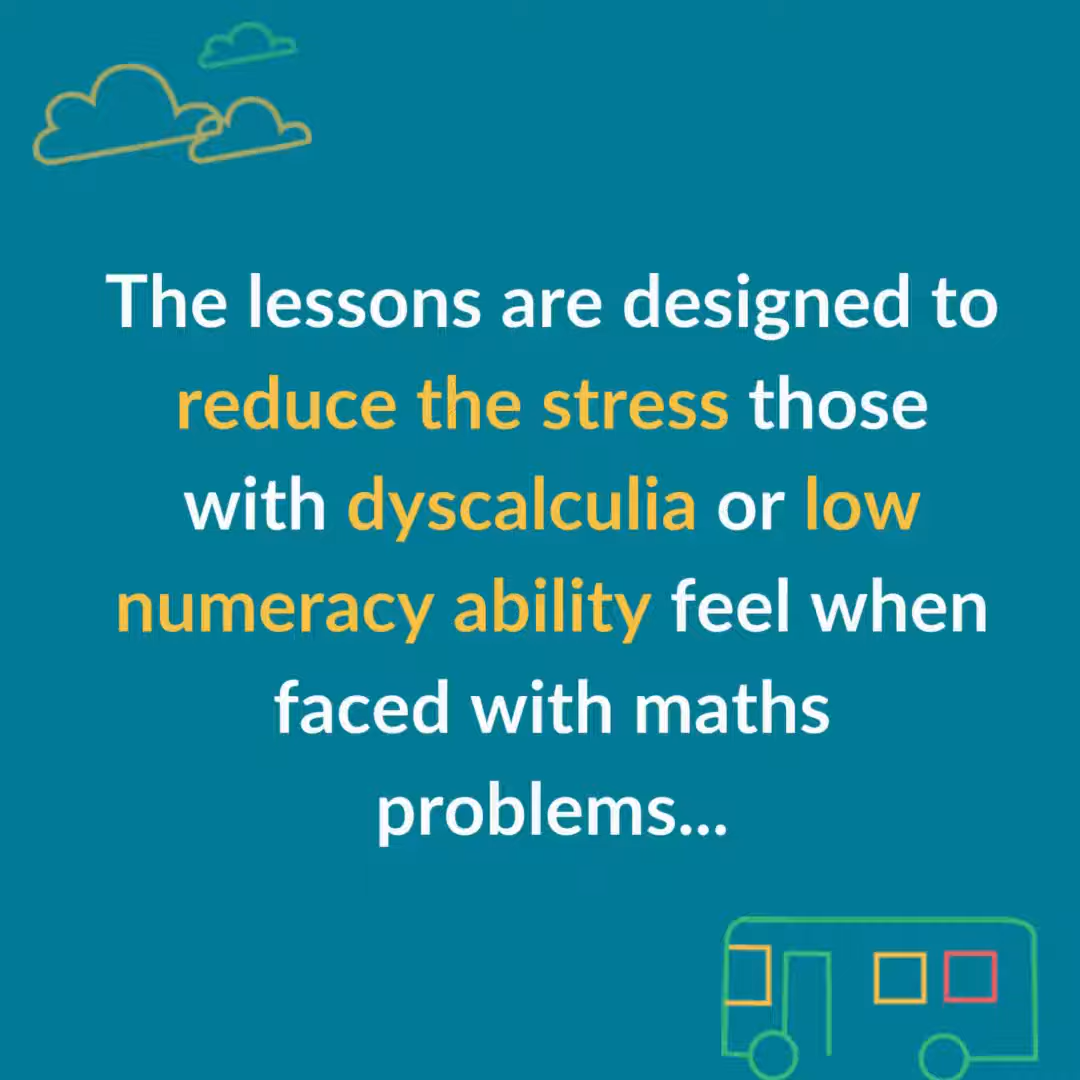 The lessons are designed to
reduce the stress those
with dyscalculia or low
numeracy ability feel when
faced with maths
problems...